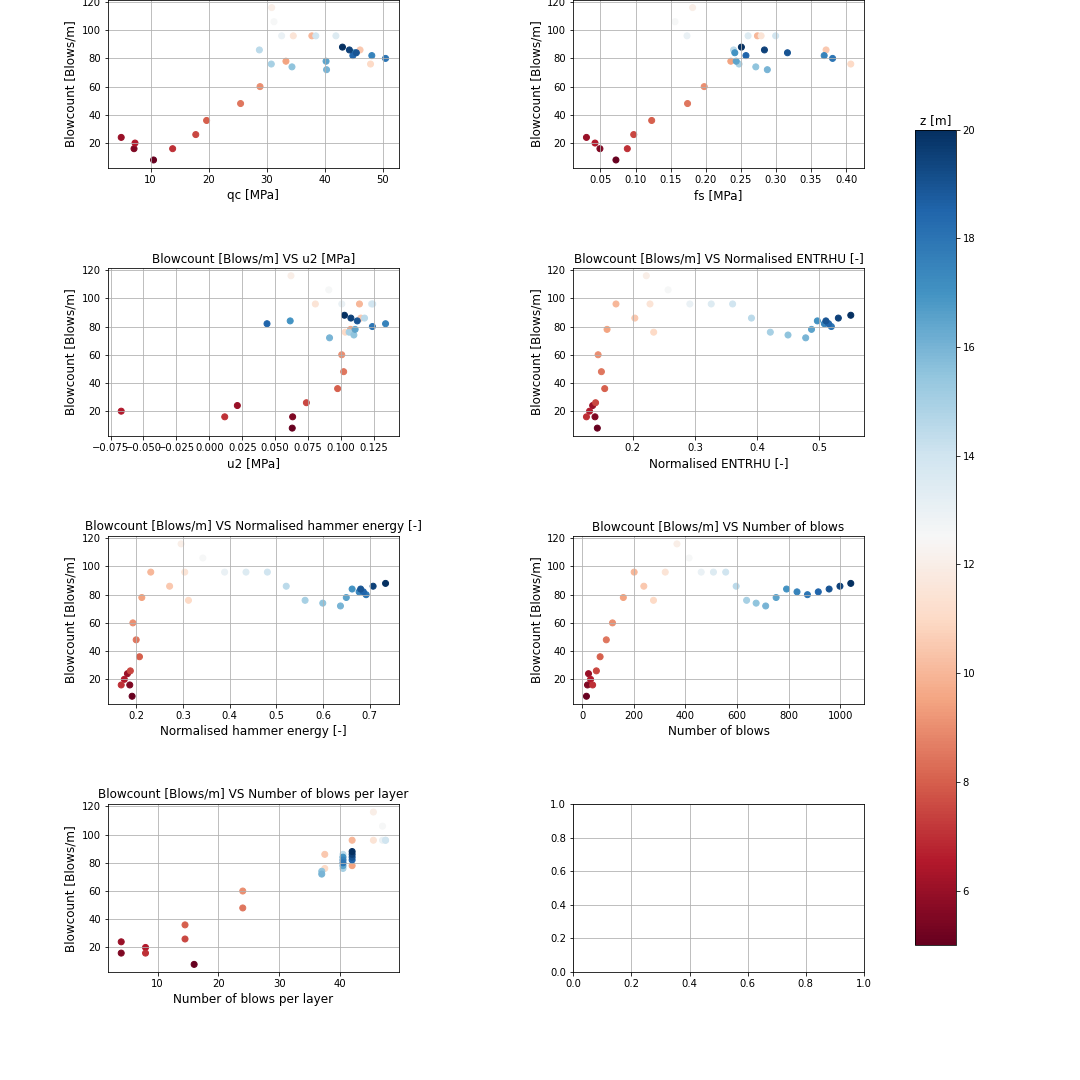 Blowcount [Blows/m]
100
80
60
40
20
10 20 30 40 50
qc [MPa]
Blowcount [Blows/m]
100
80
60
40
20
0.05 0.10 0.15 0.20 0.25 0.30 0.35 0.40
fs [MPa]
z [m]
20
18
16
14
12
10
8
6
Blowcount [Blows/m] VS u2 [MPa]
Blowcount [Blows/m]
120
100
80
60
40
20
−0.075−0.050−0.025 0.000 0.025 0.050 0.075 0.100 0.125
u2 [MPa]
Blowcount [Blows/m] VS Normalised ENTRHU [-]
Blowcount [Blows/m]
120
100
80
60
40
20
0.2 0.3 0.4 0.5
Normalised ENTRHU [-]
Blowcount [Blows/m] VS Normalised hammer energy [-]
Blowcount [Blows/m]
120
100
80
60
40
20
0.2 0.3 0.4 0.5 0.6 0.7
Normalised hammer energy [-]
Blowcount [Blows/m] VS Number of blows
Blowcount [Blows/m]
120
100
80
60
40
20
0 200 400 600 800 1000
Number of blows
Blowcount [Blows/m] VS Number of blows per layer
Blowcount [Blows/m]
120
100
80
60
40
20
10 20 30 40
Number of blows per layer
1.0
0.8
0.6
0.4
0.2
0.0
0.0 0.2 0.4 0.6 0.8 1.0